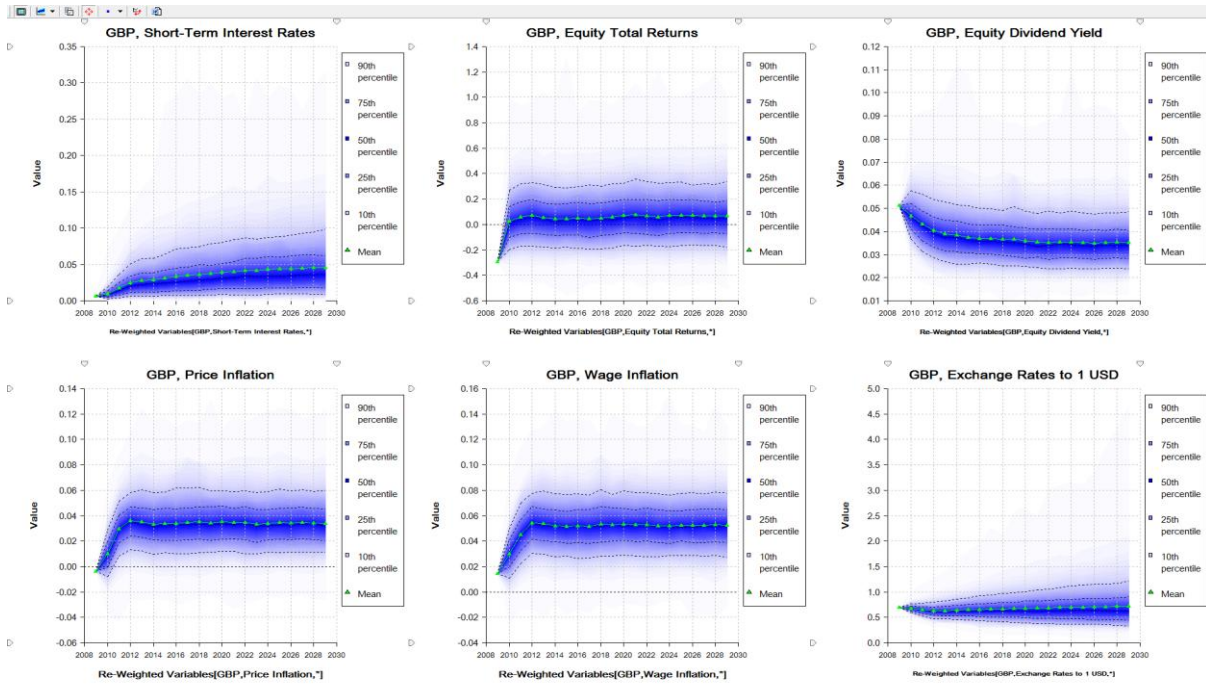 GBP, Short-Term Interest Rates
Value
0.35
0.30
0.25
0.20
0.15
0.10
0.05
0.00
2008 2010 2012 2014 2016 2018 2020 2022 2024 2026 2028 2030
Re-Weighted Variables[GBP,Short-Term Interest Rates,*]
90th
percentile
75th
percentile
50th
percentile
25th
percentile
10th
percentile
Mean
GBP, Equity Total Returns
Value
1.4
1.2
1.0
0.8
0.6
0.4
0.2
0.0
-0.2
-0.4
-0.6
2008 2010 2012 2014 2016 2018 2020 2022 2024 2026 2028 2030
Re-Weighted Variables[GBP,Equity Total Returns,*]
90th
percentile
75th
percentile
50th
percentile
25th
percentile
10th
percentile
Mean
GBP, Equity Dividend Yield
Value
0.12
0.11
0.10
0.09
0.08
0.07
0.06
0.05
0.04
0.03
0.02
0.01
2008 2010 2012 2014 2016 2018 2020 2022 2024 2026 2028 2030
Re-Weighted Variables[GBP,Equity Dividend Yield,*]
90th
percentile
75th
percentile
50th
percentile
25th
percentile
10th
percentile
Mean
GBP, Price Inflation
Value
0.14
0.12
0.10
0.08
0.06
0.04
0.02
0.00
-0.02
-0.04
-0.06
2008 2010 2012 2014 2016 2018 2020 2022 2024 2026 2028 2030
Re-Weighted Variables[GBP,Price Inflation,*]
90th
percentile
75th
percentile
50th
percentile
25th
percentile
10th
percentile
Mean
GBP, Wage Inflation
Value
0.16
0.14
0.12
0.10
0.08
0.06
0.04
0.02
0.00
-0.02
-0.04
2008 2010 2012 2014 2016 2018 2020 2022 2024 2026 2028 2030
Re-Weighted Variables[GBP,Wage Inflation,*]
90th
percentile
75th
percentile
50th
percentile
25th
percentile
10th
percentile
Mean
GBP, Exchange Rates to 1 USD
Value
5.0
4.5
4.0
3.5
3.0
2.5
2.0
1.5
1.0
0.5
0.0
2008 2010 2012 2014 2016 2018 2020 2022 2024 2026 2028 2030
Re-Weighted Variables[GBP,Exchange Rates to 1 USD,*]
90th
percentile
75th
percentile
50th
percentile
25th
percentile
10th
percentile
Mean